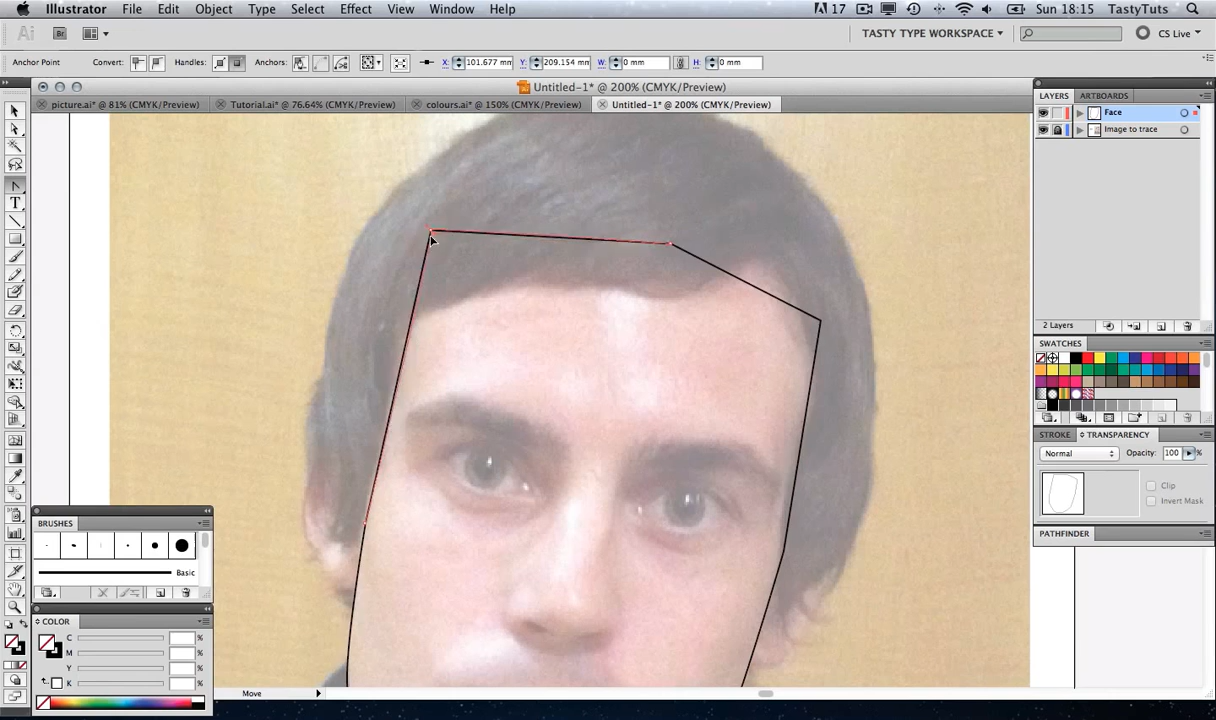 Illustrator File Edit Object Type Select Effect View Window Help 17 Sun 18:15 TastyTuts
Ai Br TASTY TYPE WORKSPACE CS Live
Anchor Point Convert: Handles: Anchors: X: 101.677 mm Y: 209.154 mm W: 0 mm H: 0 mm
Untitled-1* @ 200% (CMYK/Preview)
picture.ai* @ 81% (CMYK/Preview) Tutorial.ai* @ 76.64% (CMYK/Preview) colours.ai* @ 150% (CMYK/Preview) Untitled-1* @ 200% (CMYK/Preview)
LAYERS ARTBOARDS
Face
Image to trace
2 Layers
SWATCHES
STROKE TRANSPARENCY
Normal Opacity: 100 %
Clip
Invert Mask
PATHFINDER
BRUSHES
Basic
COLOR
C %
M %
Y %
K %
Move